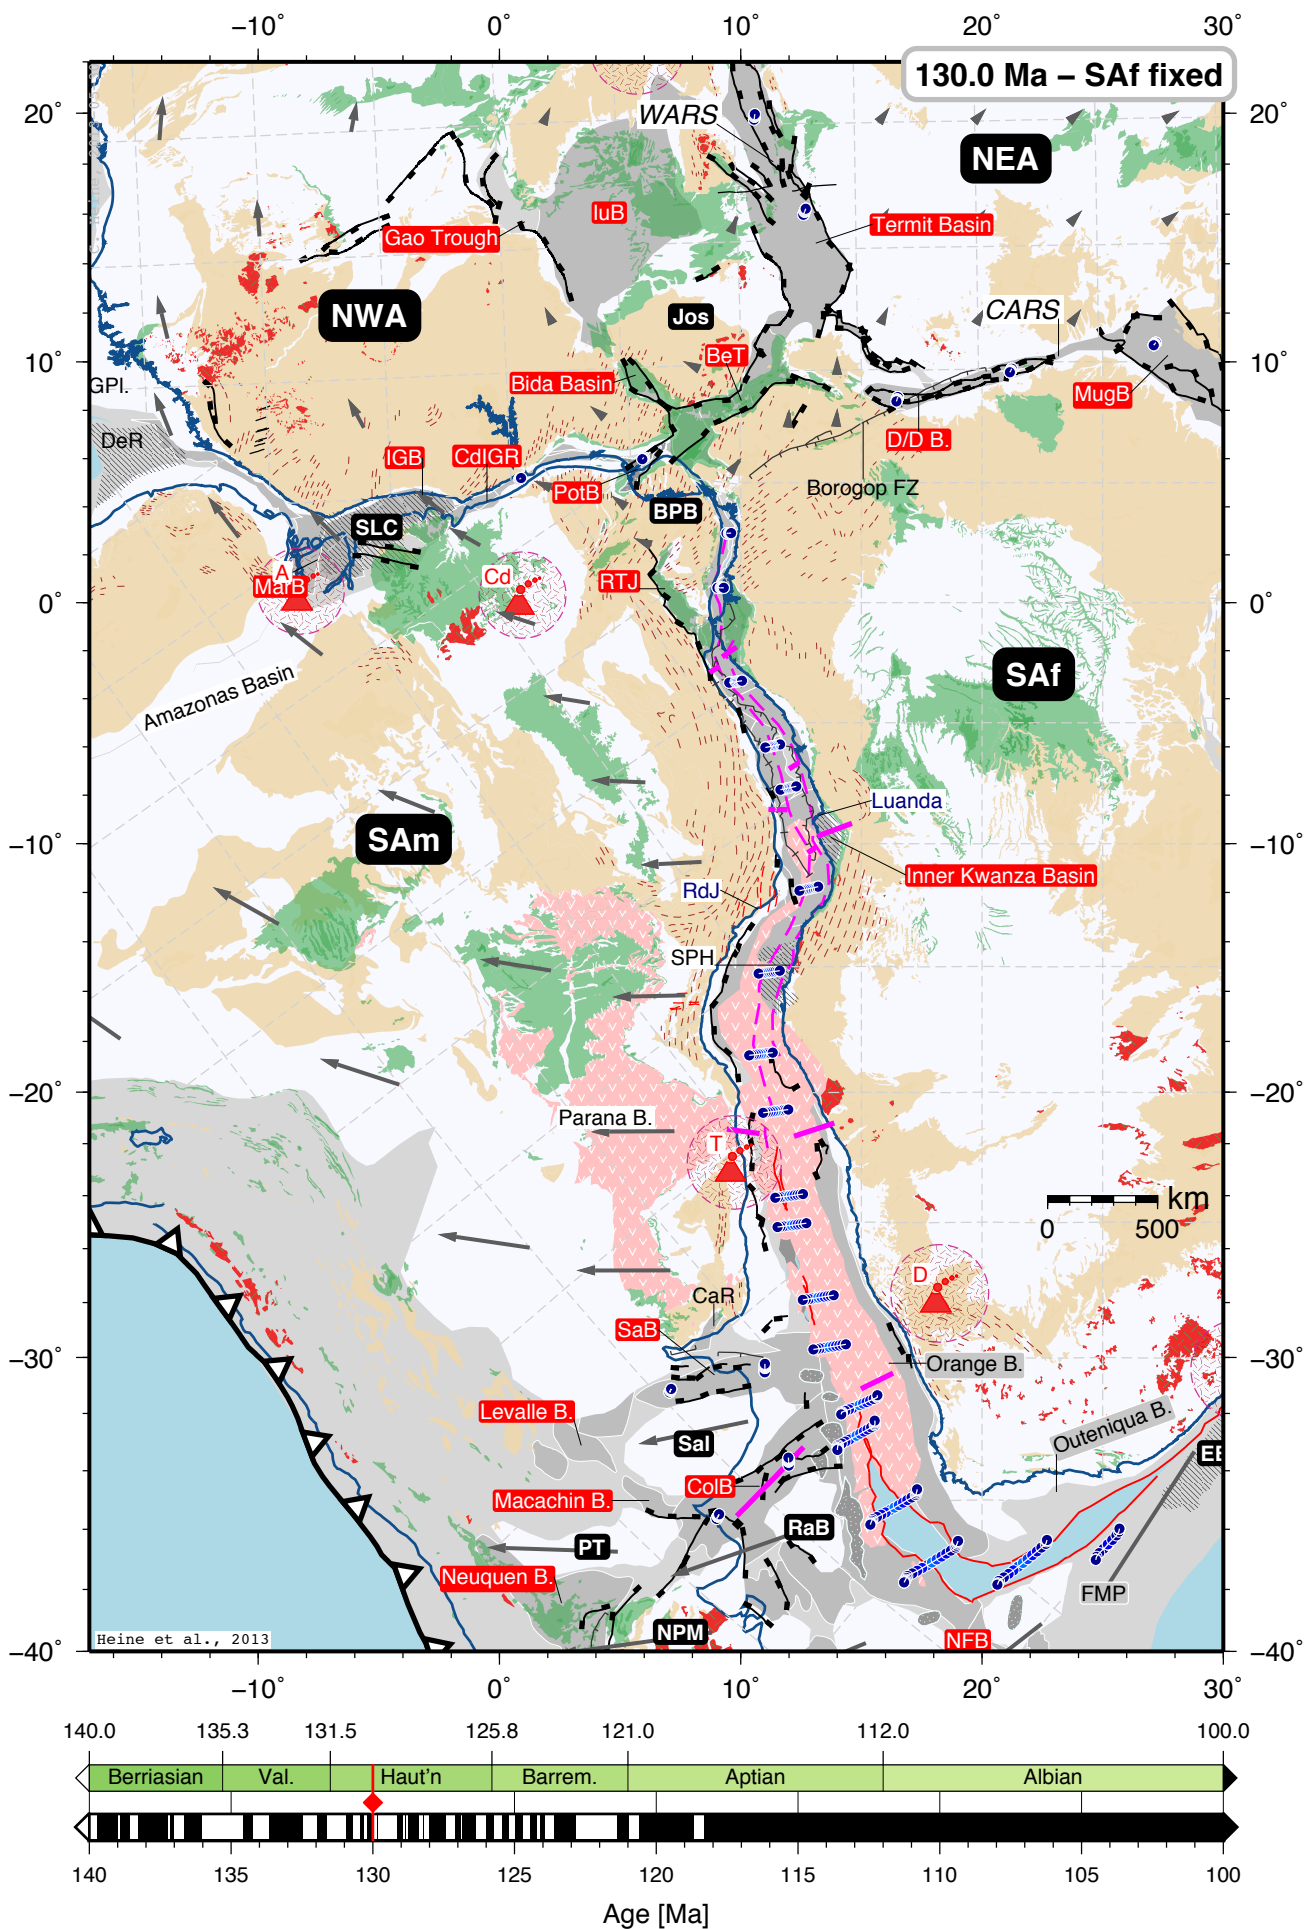 −10° 0° 10° 20° 30°
130.0 Ma – SAf fixed
20° 20°
WARS
NEA
IuB
Termit Basin
Gao Trough
NWA
Jos
CARS
BeT
10° 10°
Bida Basin
GPl.
MugB
DeR
D/D B.
IGB
CdIGR
PotB
Borogop FZ
BPB
SLC
A
Cd
MarB
RTJ
0° 0°
SAf
Amazonas Basin
Luanda
SAm
−10° −10°
Inner Kwanza Basin
RdJ
SPH
−20° −20°
Parana B.
T
km
0 500
D
CaR
SaB
−30° −30°
Orange B.
Levalle B.
Outeniqua B.
Sal
EB
ColB
Macachin B.
RaB
PT
Neuquen B.
FMP
NPM
NFB
Heine et al., 2013
−40° −40°
−10° 0° 10° 20° 30°
140.0 135.3 131.5 125.8 121.0 112.0 100.0
Berriasian Val. Haut'n Barrem. Aptian Albian
140 135 130 125 120 115 110 105 100
Age [Ma]